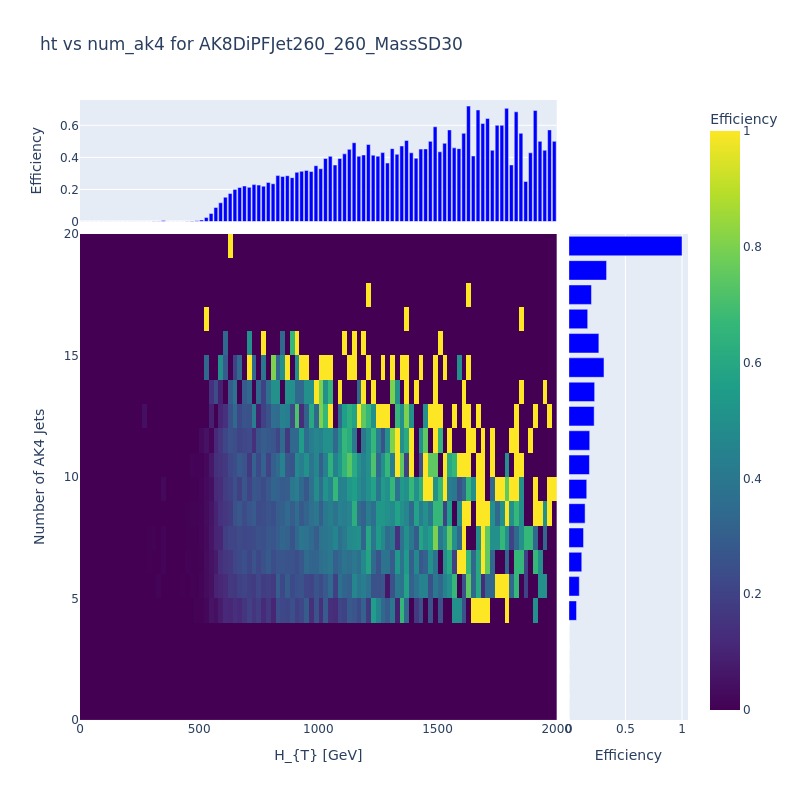 ht vs num_ak4 for AK8DiPFJet260_260_MassSD30
Efficiency
0.6
0.4
0.2
0
Efficiency
1
0.8
0.6
0.4
0.2
0
Number of AK4 Jets
20
15
10
5
0
0 500 1000 1500 2000
H_{T} [GeV]
0 0.5 1
Efficiency